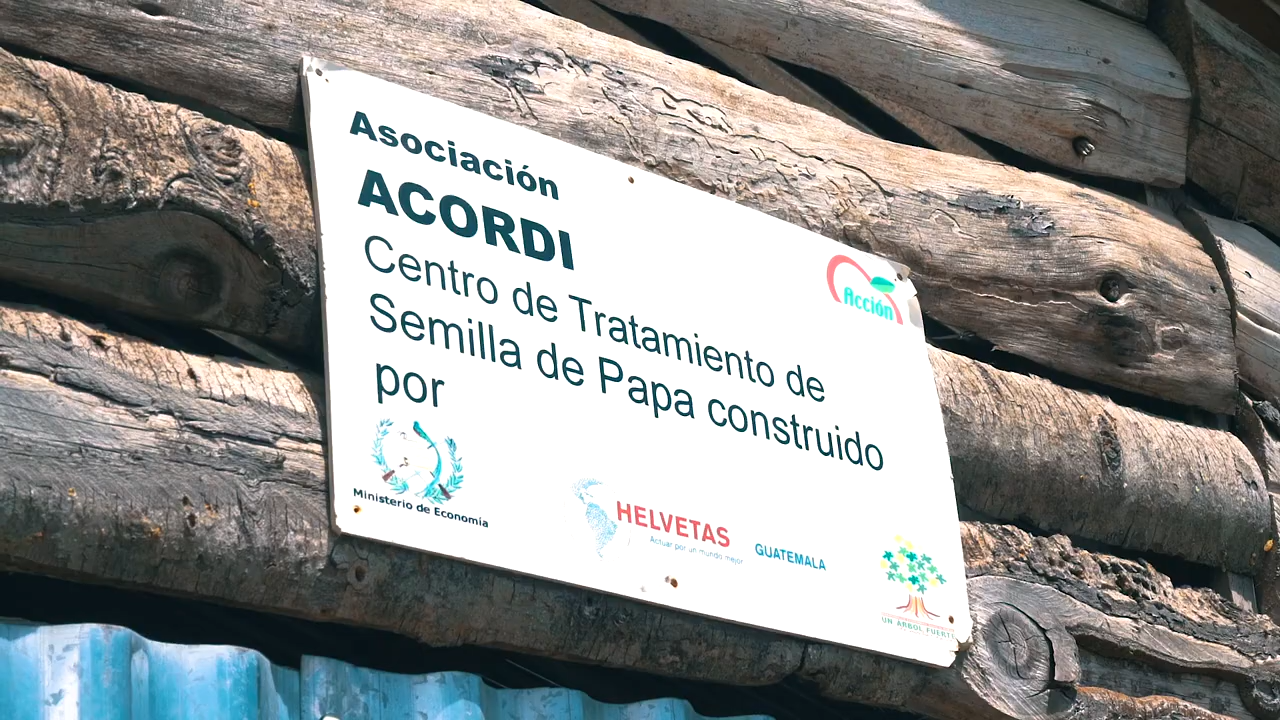 Asociación
ACORDI
Centro de Tratamiento de
Semilla de Papa construido
por
Acción
Ministerio de Economía
HELVETAS
Actuar por un mundo mejor
GUATEMALA
UN ARBOL FUERTE